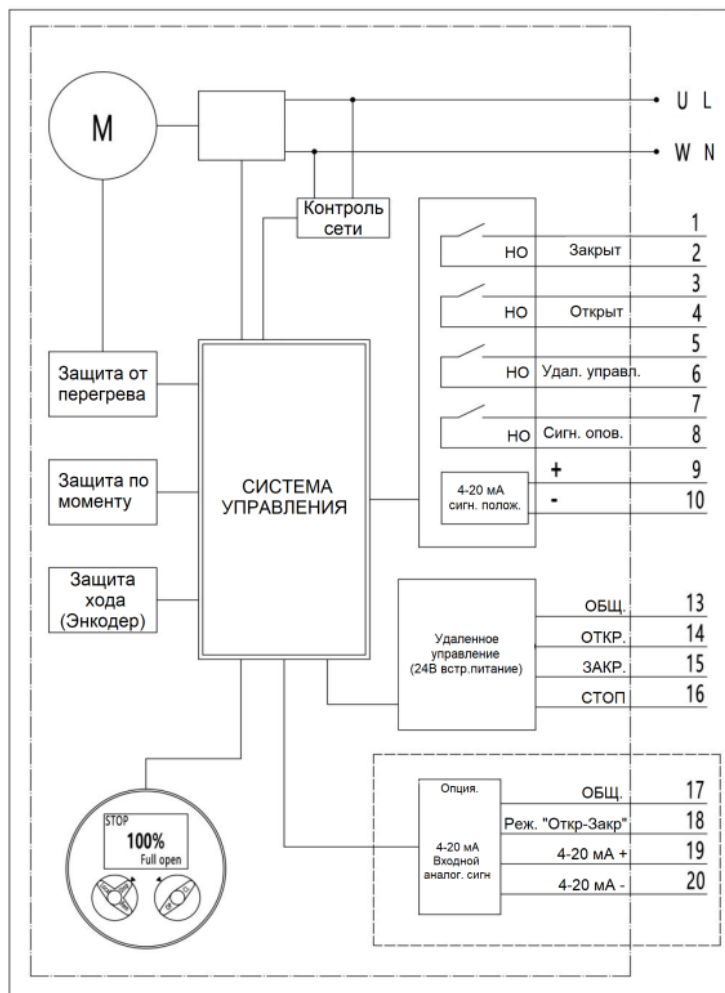 M
U L
W N
Контроль
сети
1
НО Закрыт 2
3
НО Открыт 4
5
НО Удал. управл. 6
7
НО Сигн. опов. 8
+ 9
4-20 мА
сигн. полож.
- 10
Защита от
перегрева
Защита по
моменту
Защита
хода
(Энкодер)
СИСТЕМА
УПРАВЛЕНИЯ
Удаленное
управление
(24В встр.питание)
ОБЩ. 13
ОТКР. 14
ЗАКР. 15
СТОП 16
Опция.
4-20 мА
Входной
аналог. сигн
ОБЩ. 17
Реж. "Откр-Закр" 18
4-20 мА + 19
4-20 мА - 20
STOP
100%
Full open